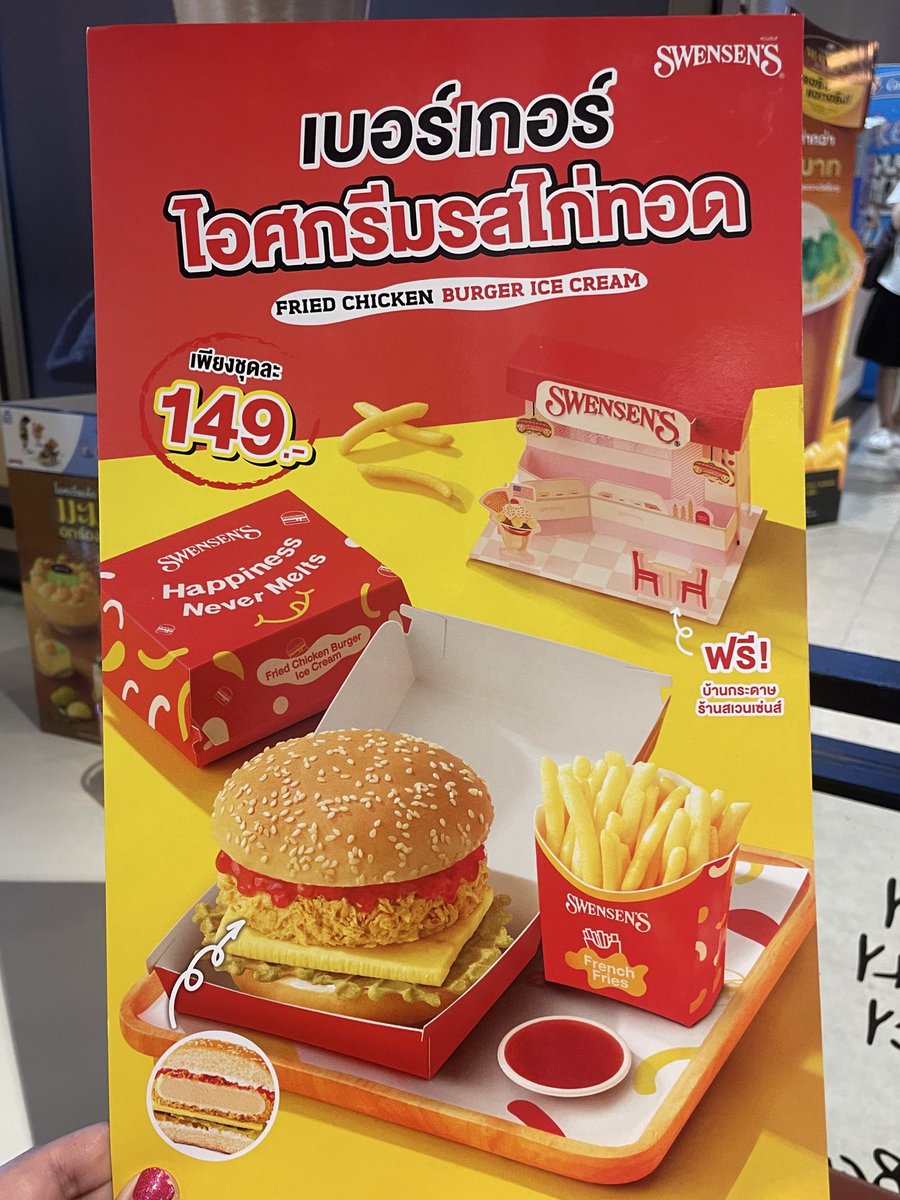 SWENSEN'S
เบอร์เกอร์
ไอศกรีมรสไก่ทอด
FRIED CHICKEN BURGER ICE CREAM
เพียงชุดละ
149.-
SWENSEN'S
SWENSEN'S
Happiness
Never Melts
Fried Chicken Burger
Ice Cream
ฟรี!
บ้านกระดาษ
ร้านสเวนเซ่นส์
SWENSEN'S
French
Fries
บาท